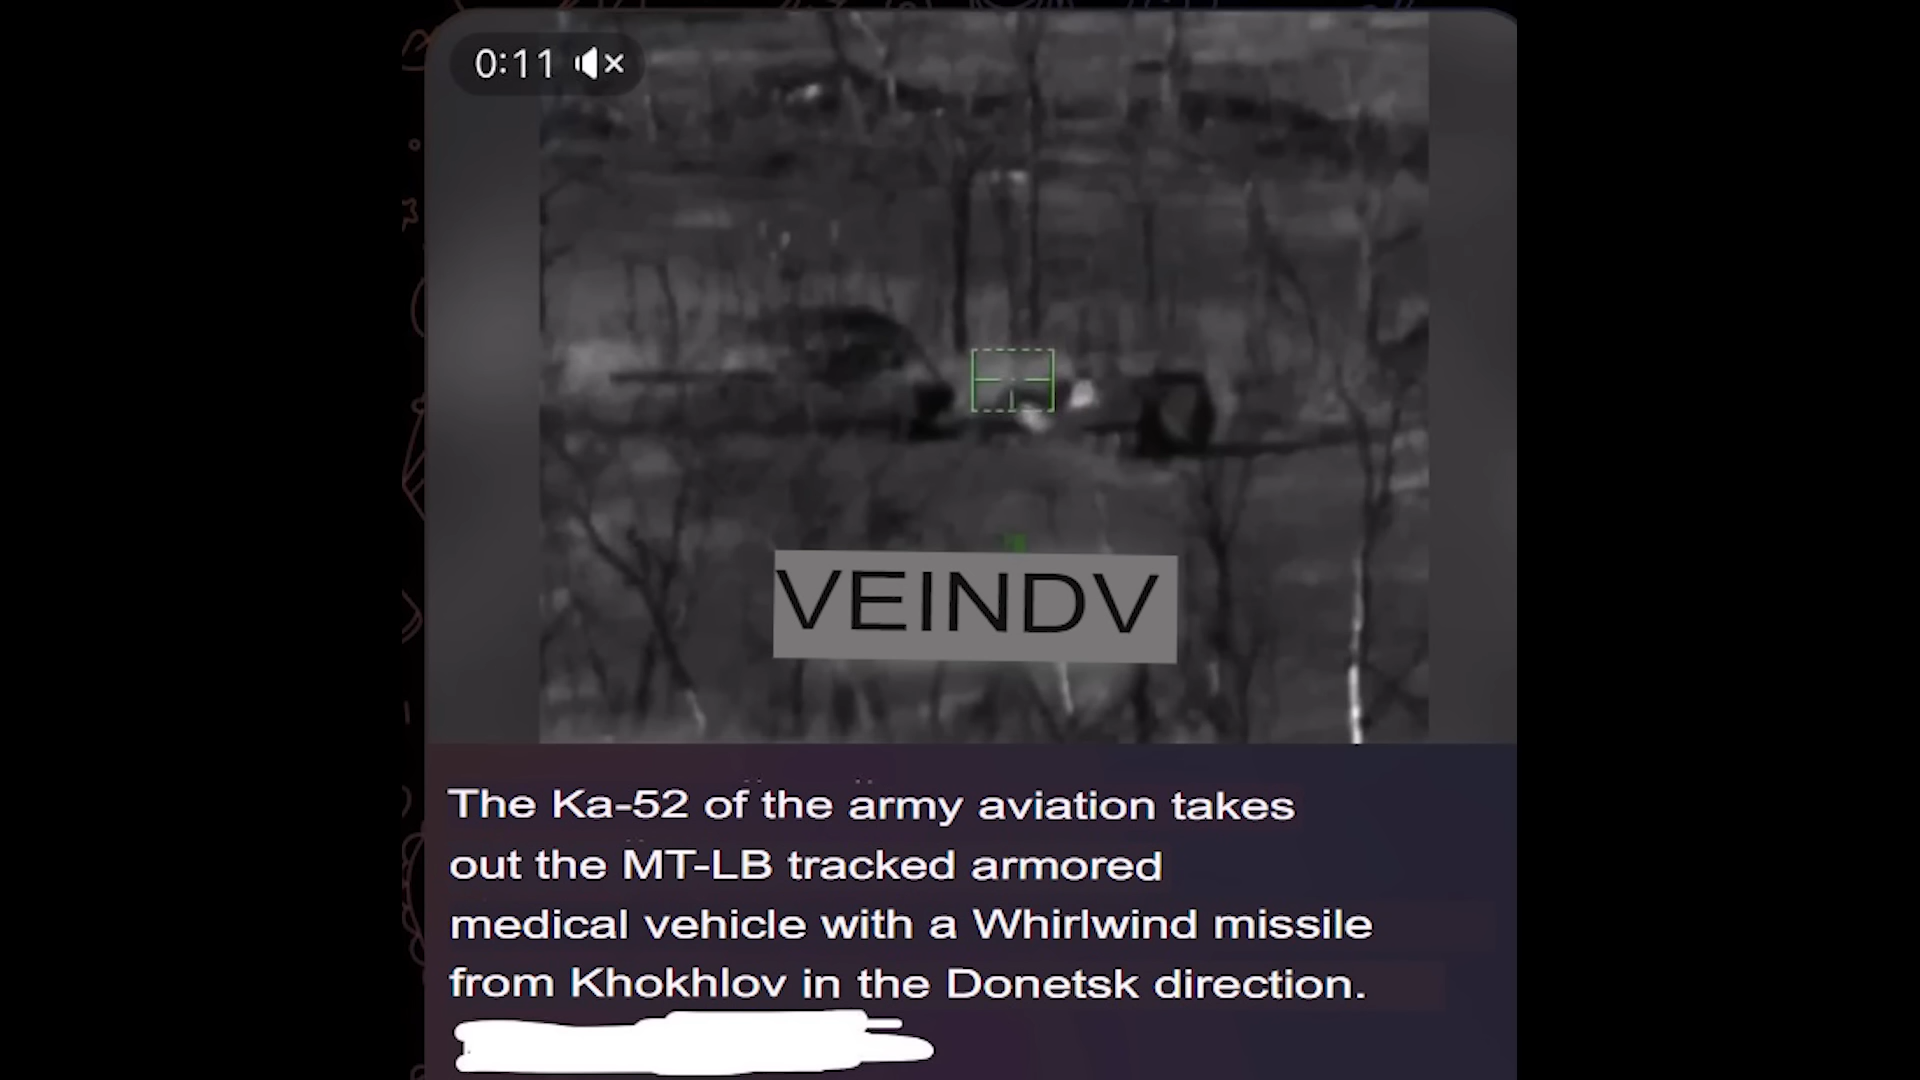 0:11
VEINDV
The Ka-52 of the army aviation takes
out the MT-LB tracked armored
medical vehicle with a Whirlwind missile
from Khokhlov in the Donetsk direction.